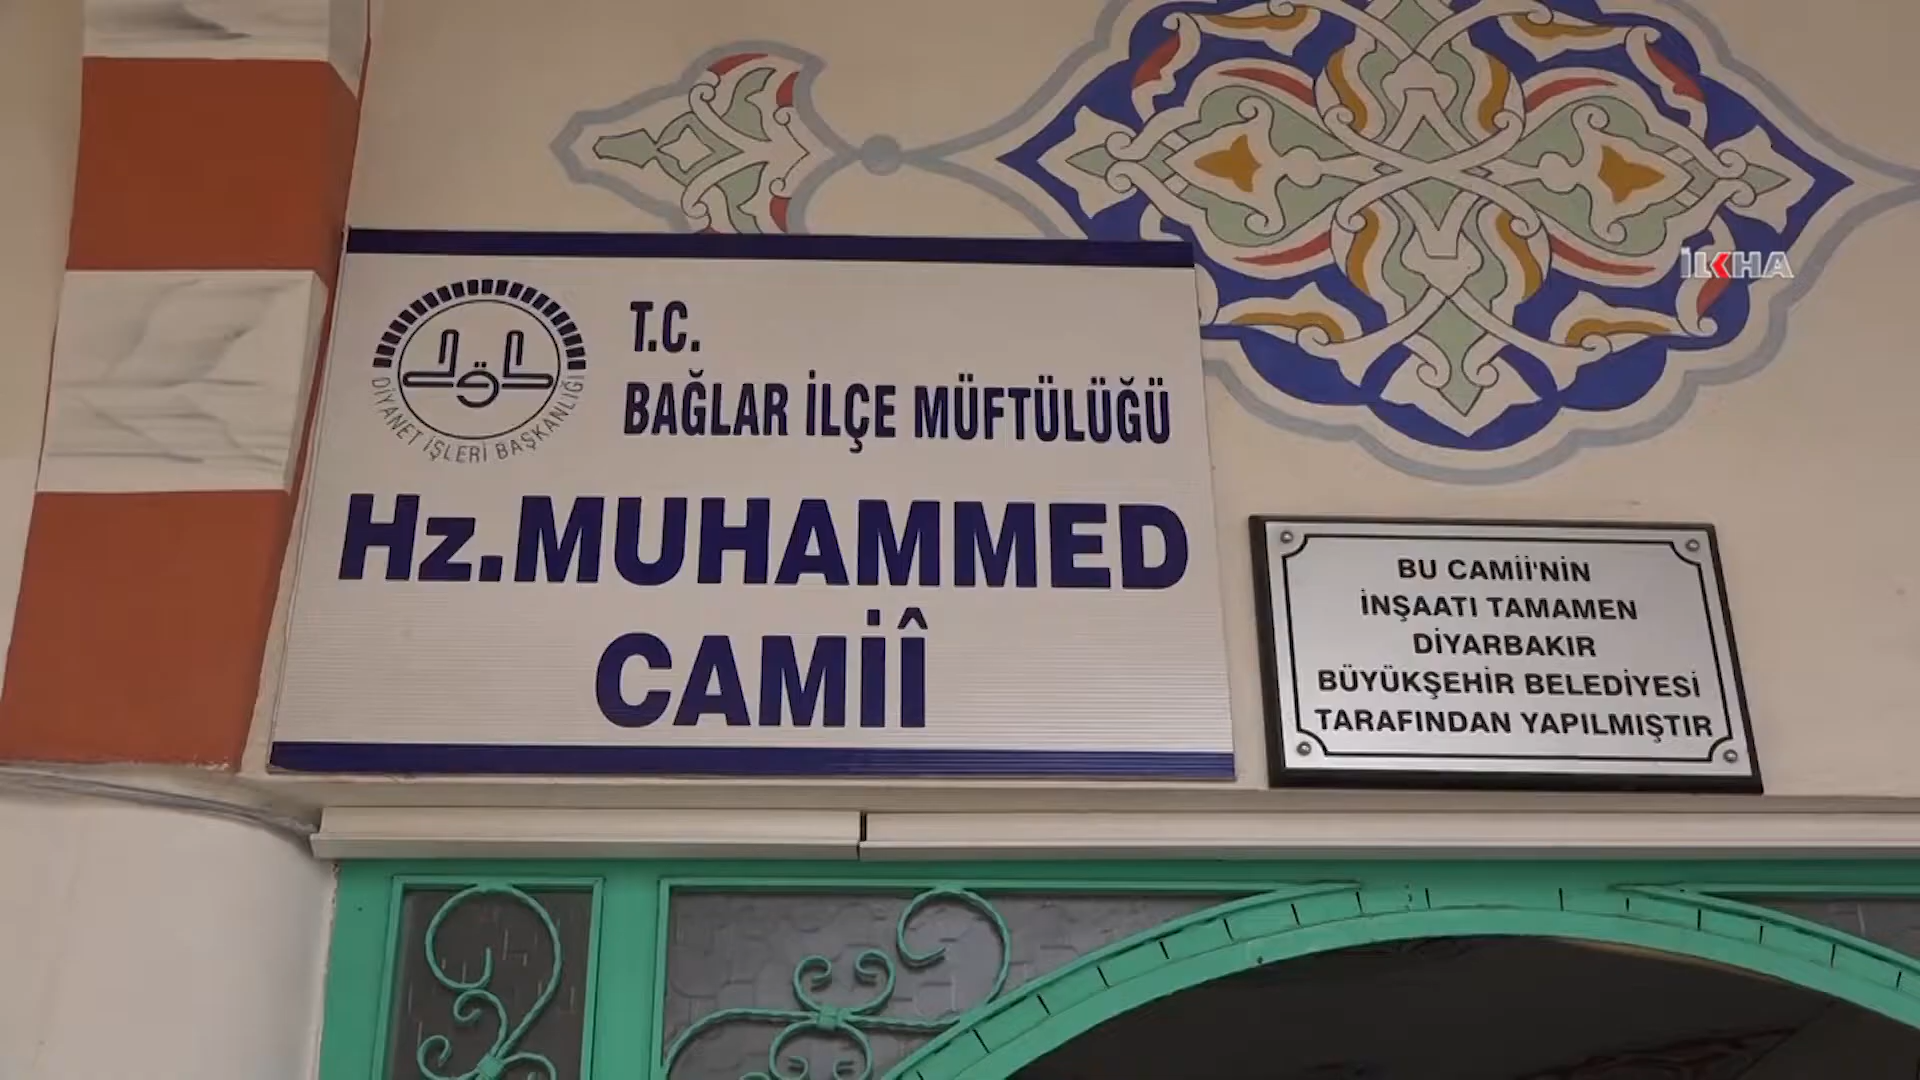 DİYANET İŞLERİ BAŞKANLIĞI
T.C.
BAĞLAR İLÇE MÜFTÜLÜĞÜ
Hz.MUHAMMED
CAMİÎ
BU CAMİİ'NİN
İNŞAATI TAMAMEN
DİYARBAKIR
BÜYÜKŞEHİR BELEDİYESİ
TARAFINDAN YAPILMIŞTIR
İLKHA